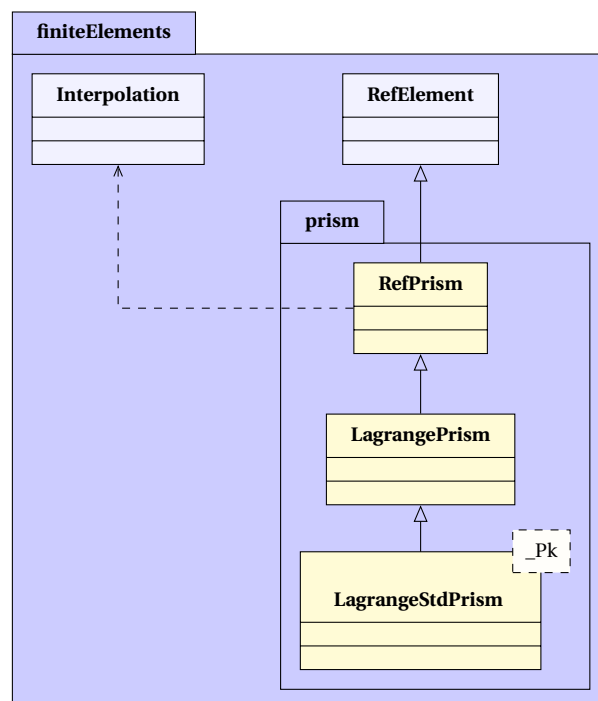 finiteElements
Interpolation
RefElement
prism
RefPrism
LagrangePrism
_Pk
LagrangeStdPrism